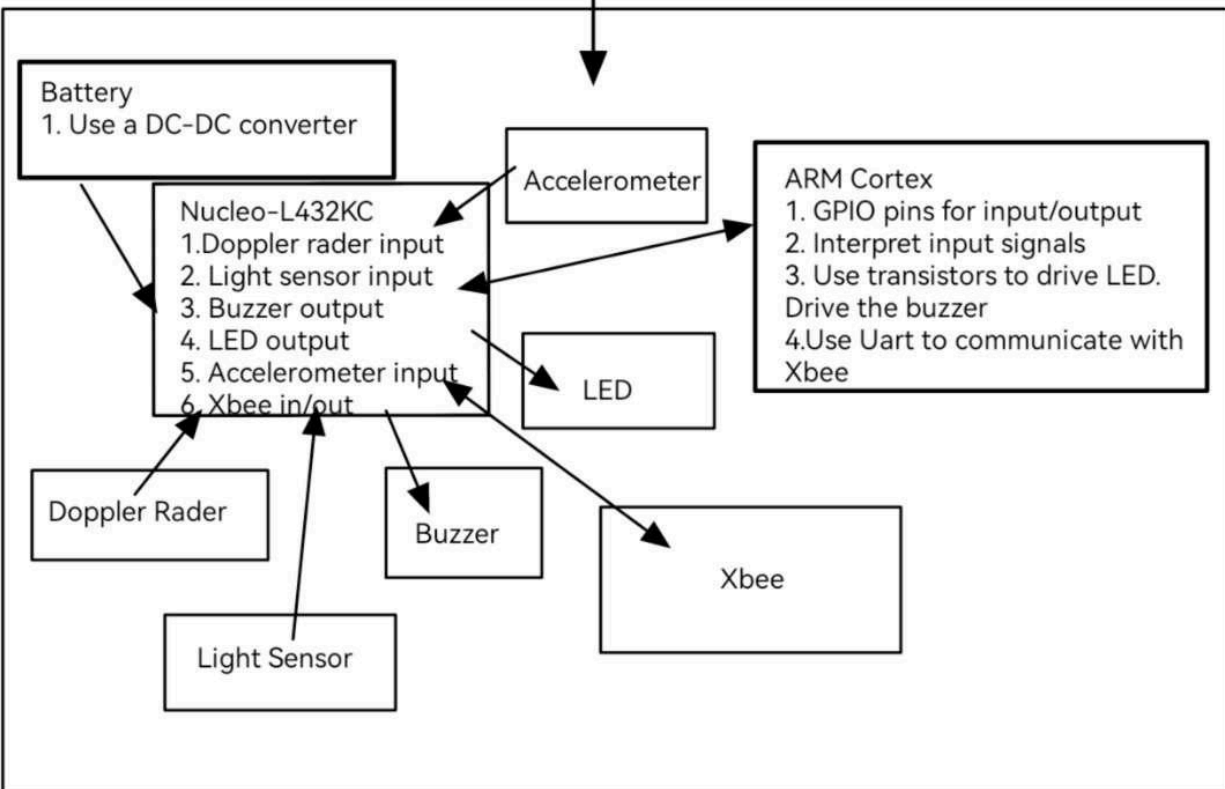 Battery
1. Use a DC-DC converter
Accelerometer
ARM Cortex
1. GPIO pins for input/output
2. Interpret input signals
3. Use transistors to drive LED.
Drive the buzzer
4.Use Uart to communicate with
Xbee
Nucleo-L432KC
1.Doppler rader input
2. Light sensor input
3. Buzzer output
4. LED output
5. Accelerometer input
6. Xbee in/out
LED
Doppler Rader
Buzzer
Xbee
Light Sensor